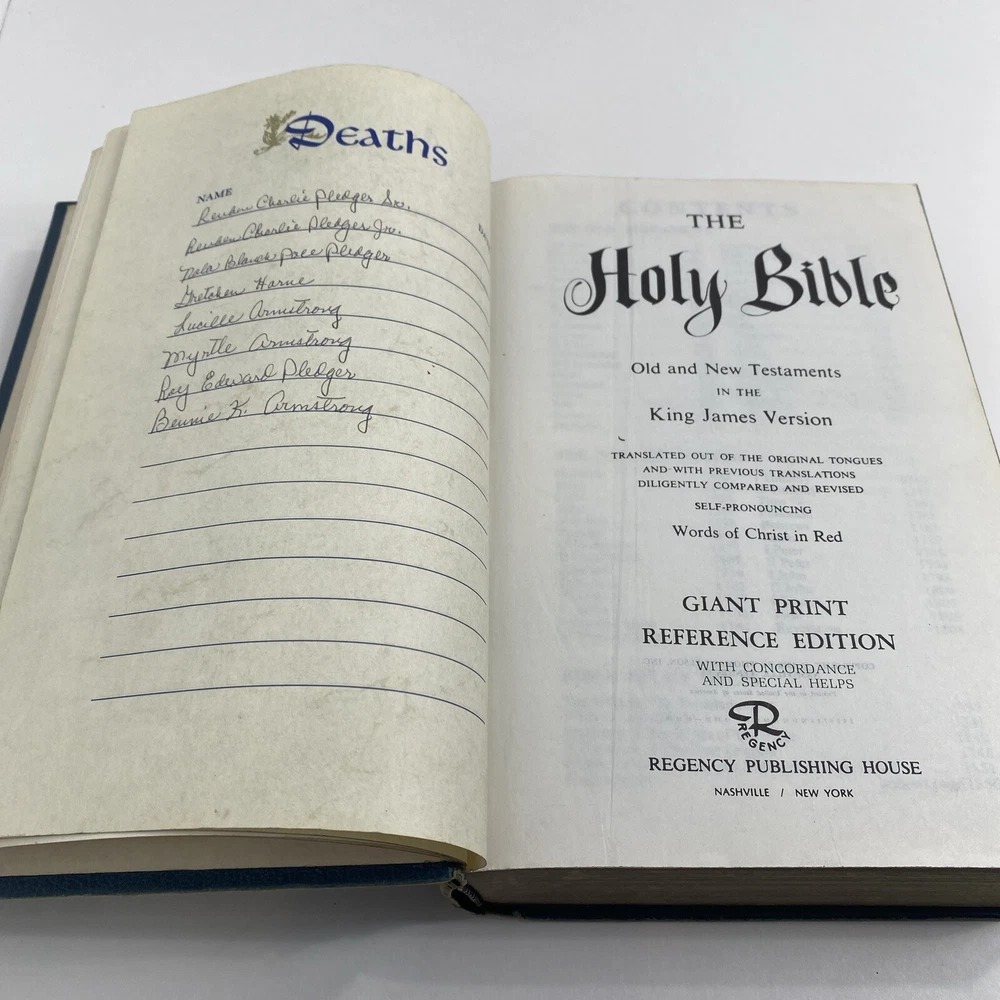 Deaths
NAME
Reuben Charlie Pledger Sr.
Reuben Charlie Pledger Jr.
Nola Blanch Pace Pledger
Gretchen Harne
Lucille Armstrong
Myrtle Armstrong
Roy Edward Pledger
Bennie K. Armstrong
THE
Holy Bible
Old and New Testaments
IN THE
King James Version
TRANSLATED OUT OF THE ORIGINAL TONGUES
AND WITH PREVIOUS TRANSLATIONS
DILIGENTLY COMPARED AND REVISED
SELF-PRONOUNCING
Words of Christ in Red
GIANT PRINT
REFERENCE EDITION
WITH CONCORDANCE
AND SPECIAL HELPS
R
REGENCY
REGENCY PUBLISHING HOUSE
NASHVILLE / NEW YORK